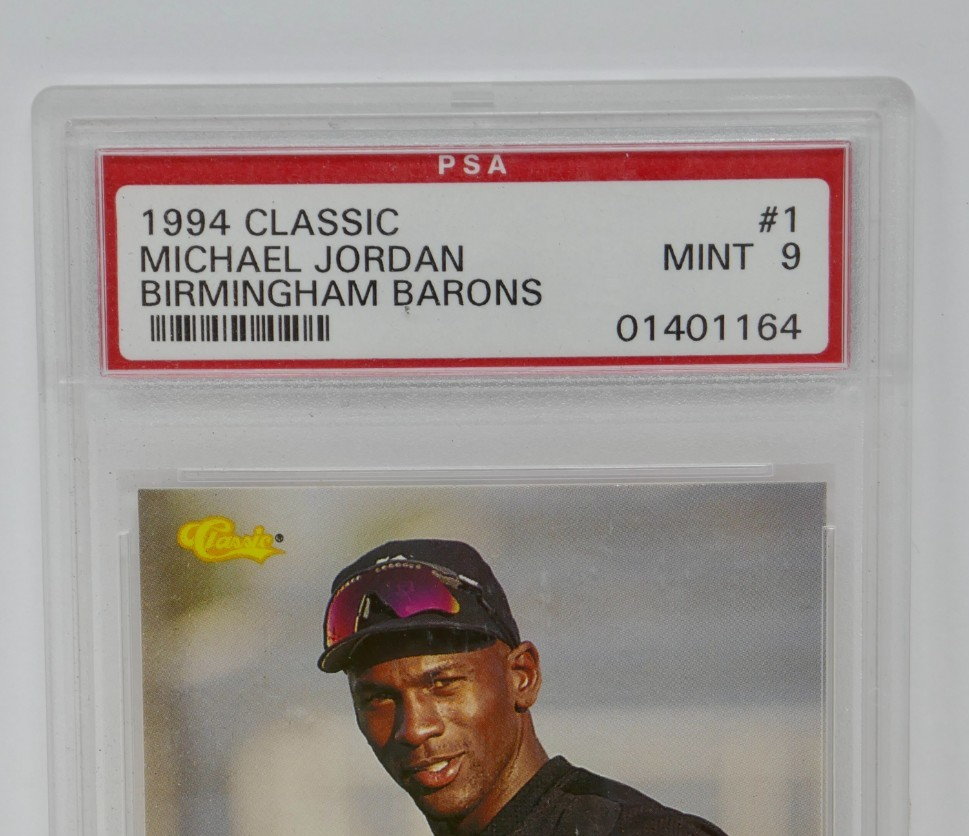 PSA
1994 CLASSIC #1
MICHAEL JORDAN MINT 9
BIRMINGHAM BARONS
01401164
Classic®